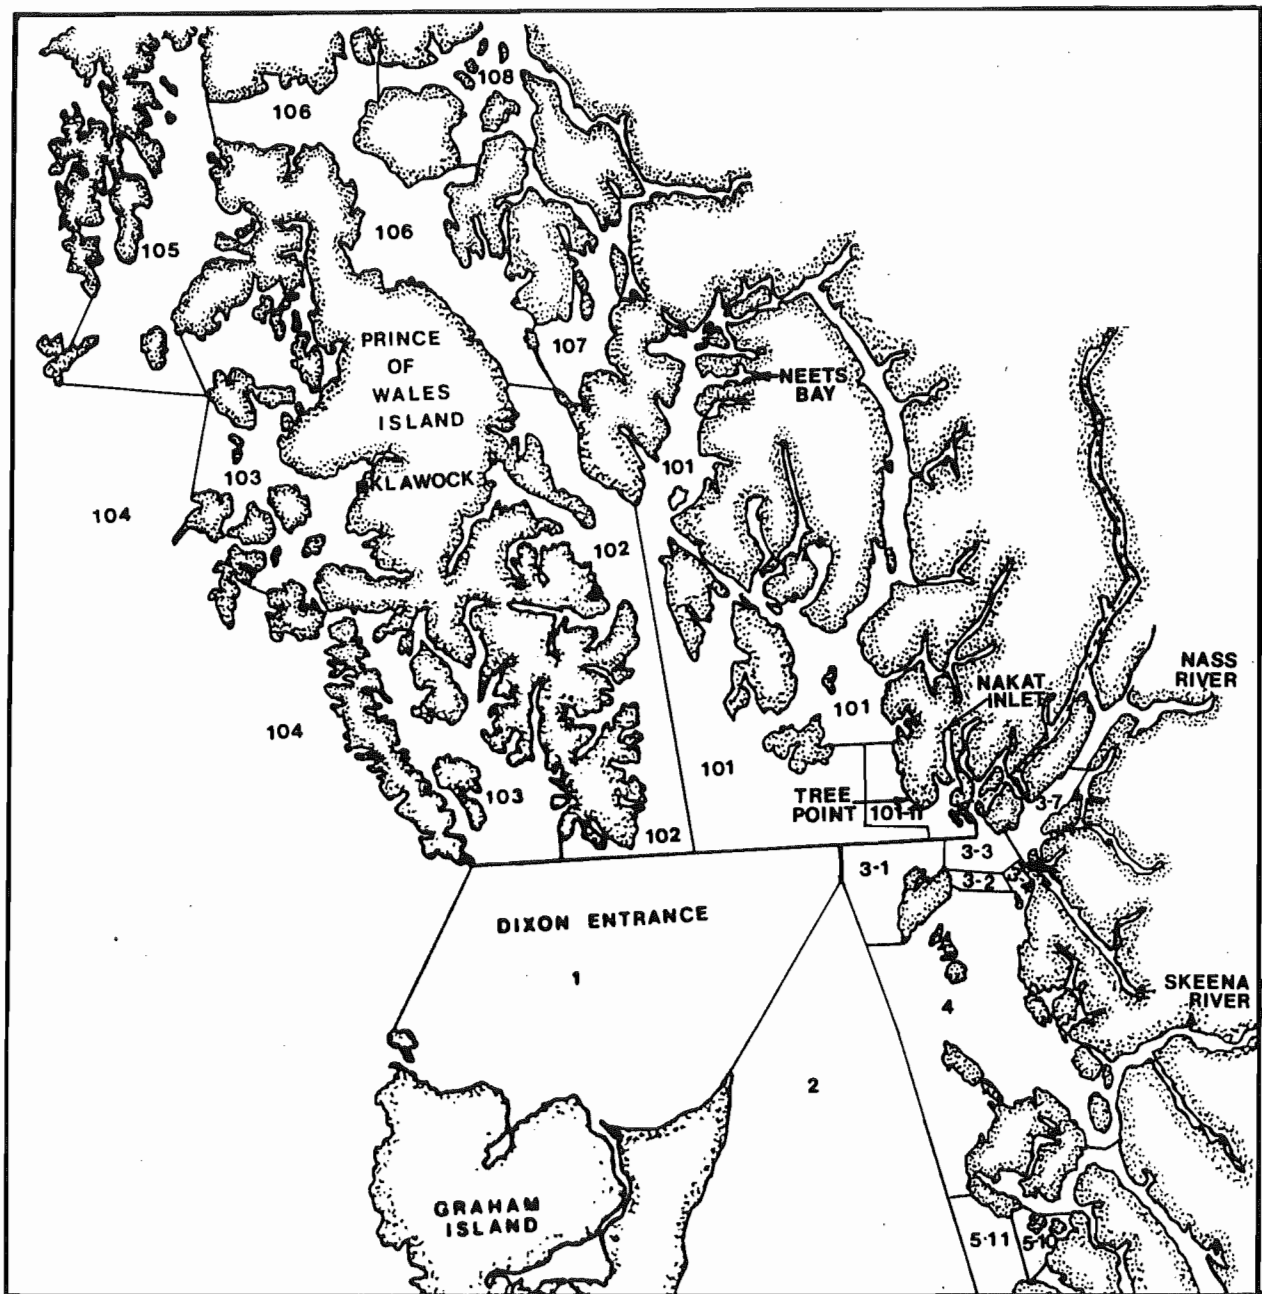 108
106
106
105
PRINCE
OF
WALES
ISLAND
107
NEETS
BAY
101
103
KLAWOCK
104
102
NASS
RIVER
NAKAT
INLET
104
101
101
103
TREE
POINT
101-11
3-7
102
3-1
3-3
3-2
DIXON ENTRANCE
1
4
SKEENA
RIVER
2
GRAHAM
ISLAND
5-11
5-10